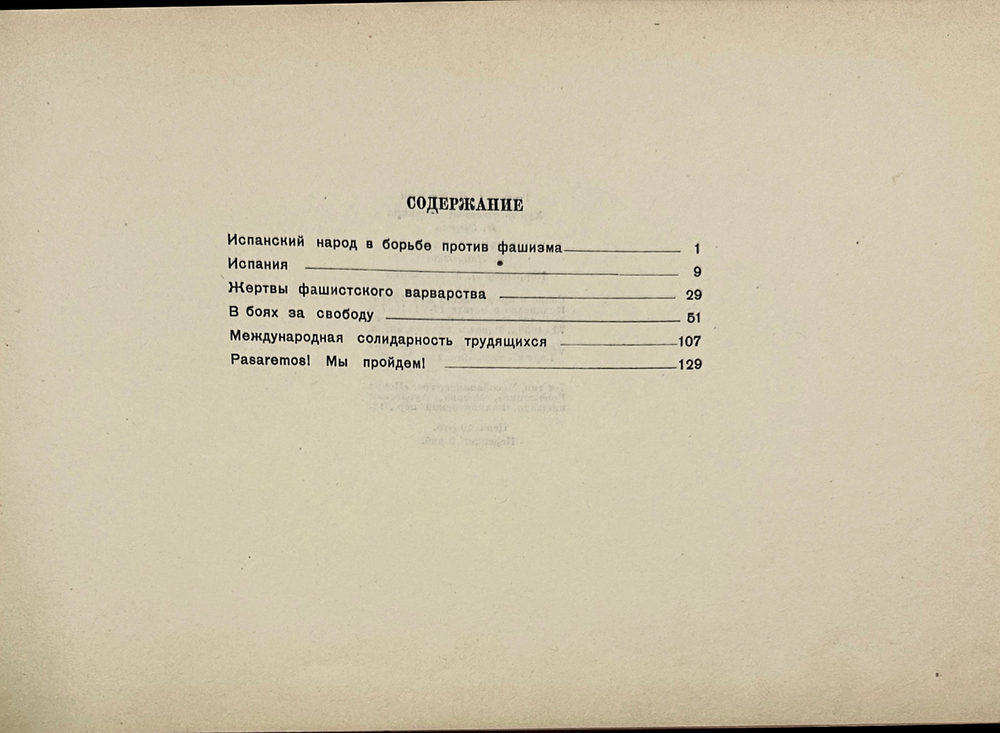 СОДЕРЖАНИЕ
Испанский народ в борьбе против фашизма 1
Испания 9
Жертвы фашистского варварства 29
В боях за свободу 51
Международная солидарность трудящихся 107
Pasaremos! Мы пройдем! 129